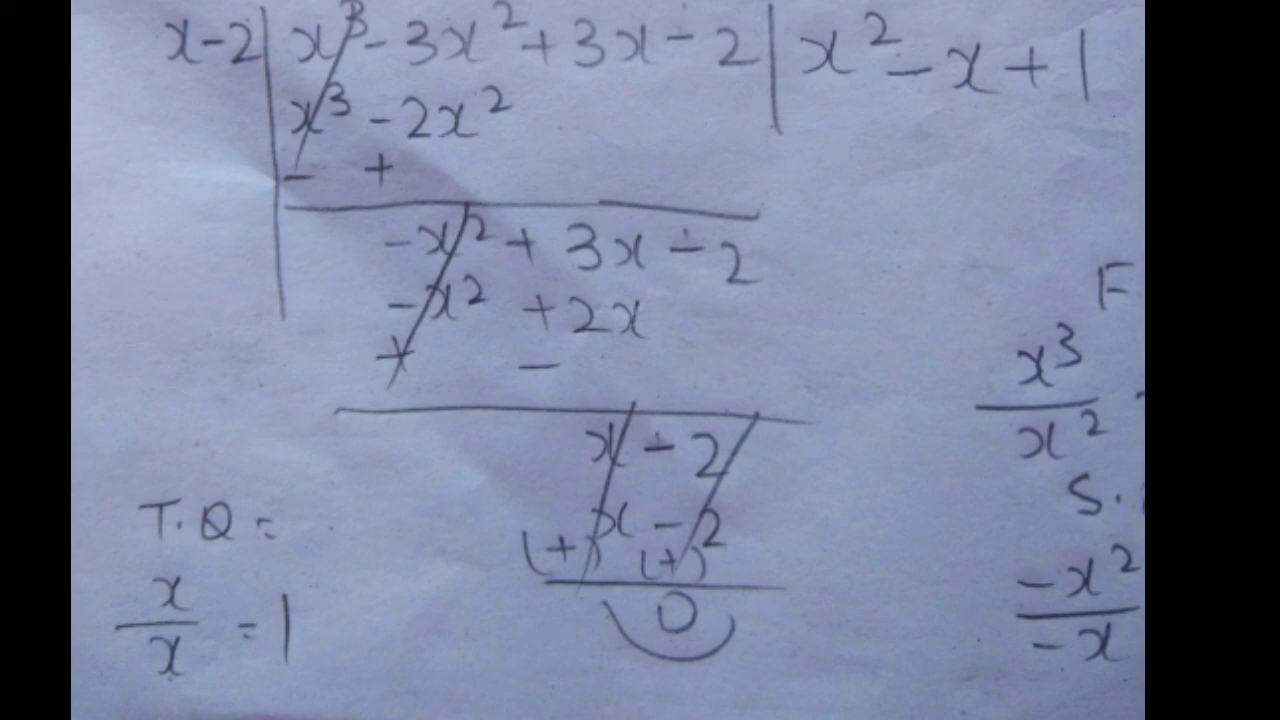 x-2 | x³ - 3x² + 3x - 2 | x² - x + 1
x³ - 2x²
- +
-x² + 3x - 2
-x² + 2x
+ -
x - 2
x - 2
(+) (+)
0
T.Q =
x/x = 1
F
x³/x²
S.
-x²/-x